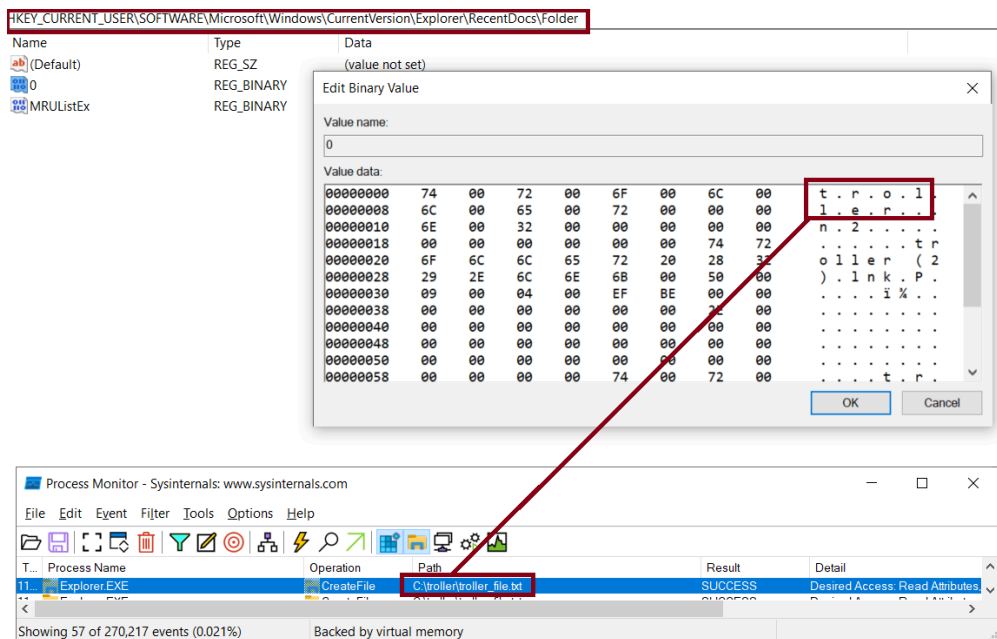 HKEY_CURRENT_USER\SOFTWARE\Microsoft\Windows\CurrentVersion\Explorer\RecentDocs\Folder
Name Type Data
ab (Default) REG_SZ (value not set)
0 REG_BINARY
MRUListEx REG_BINARY
Edit Binary Value
Value name:
0
Value data:
00000000 74 00 72 00 6F 00 6C 00 t . r . o . l .
00000008 6C 00 65 00 72 00 00 00 l . e . r . . .
00000010 6E 00 32 00 00 00 00 00 n . 2 . . . . .
00000018 00 00 00 00 00 00 74 72 . . . . . . t r
00000020 6F 6C 6C 65 72 20 28 32 o l l e r ( 2
00000028 29 2E 6C 6E 6B 00 50 00 ) . l n k . P .
00000030 09 00 04 00 EF BE 00 00 . . . . ï ¾ . .
00000038 00 00 00 00 00 00 2E 00 . . . . . . . .
00000040 00 00 00 00 00 00 00 00 . . . . . . . .
00000048 00 00 00 00 00 00 00 00 . . . . . . . .
00000050 00 00 00 00 00 00 00 00 . . . . . . . .
00000058 00 00 00 00 74 00 72 00 . . . . t . r .
OK Cancel
Process Monitor - Sysinternals: www.sysinternals.com
File Edit Event Filter Tools Options Help
T... Process Name Operation Path Result Detail
11... Explorer.EXE CreateFile C:\troller\troller_file.txt SUCCESS Desired Access: Read Attributes,
Showing 57 of 270,217 events (0.021%) Backed by virtual memory